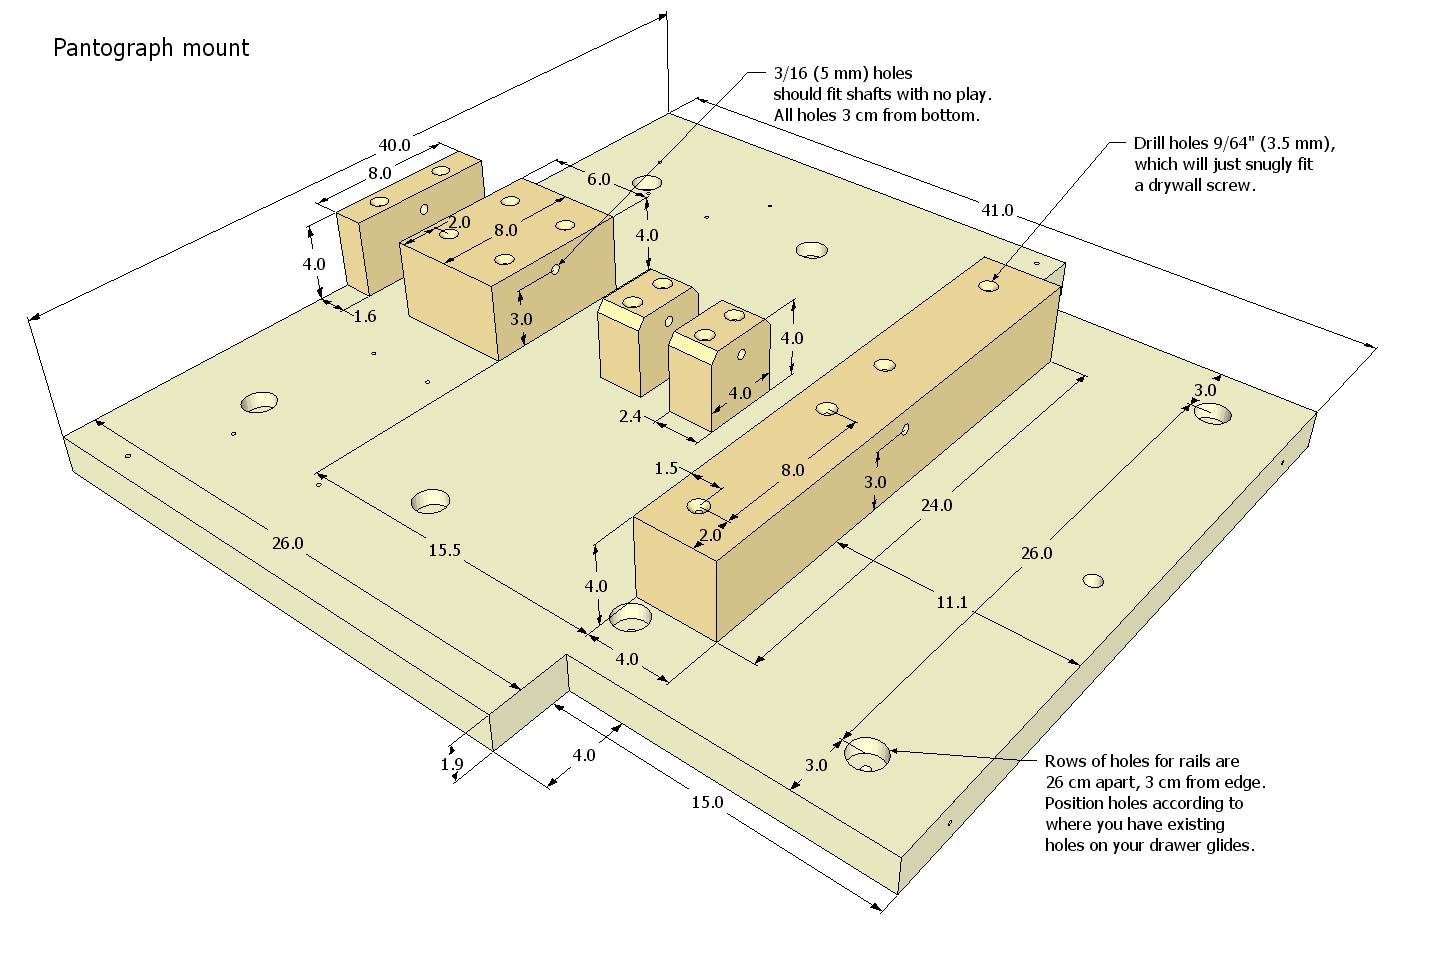 Pantograph mount
3/16 (5 mm) holes
should fit shafts with no play.
All holes 3 cm from bottom.
Drill holes 9/64" (3.5 mm),
which will just snugly fit
a drywall screw.
40.0
8.0
6.0
41.0
2.0
8.0
4.0
4.0
1.6
3.0
4.0
4.0
2.4
3.0
1.5
8.0
3.0
24.0
2.0
26.0
15.5
26.0
4.0
11.1
4.0
1.9
4.0
3.0
15.0
Rows of holes for rails are
26 cm apart, 3 cm from edge.
Position holes according to
where you have existing
holes on your drawer glides.